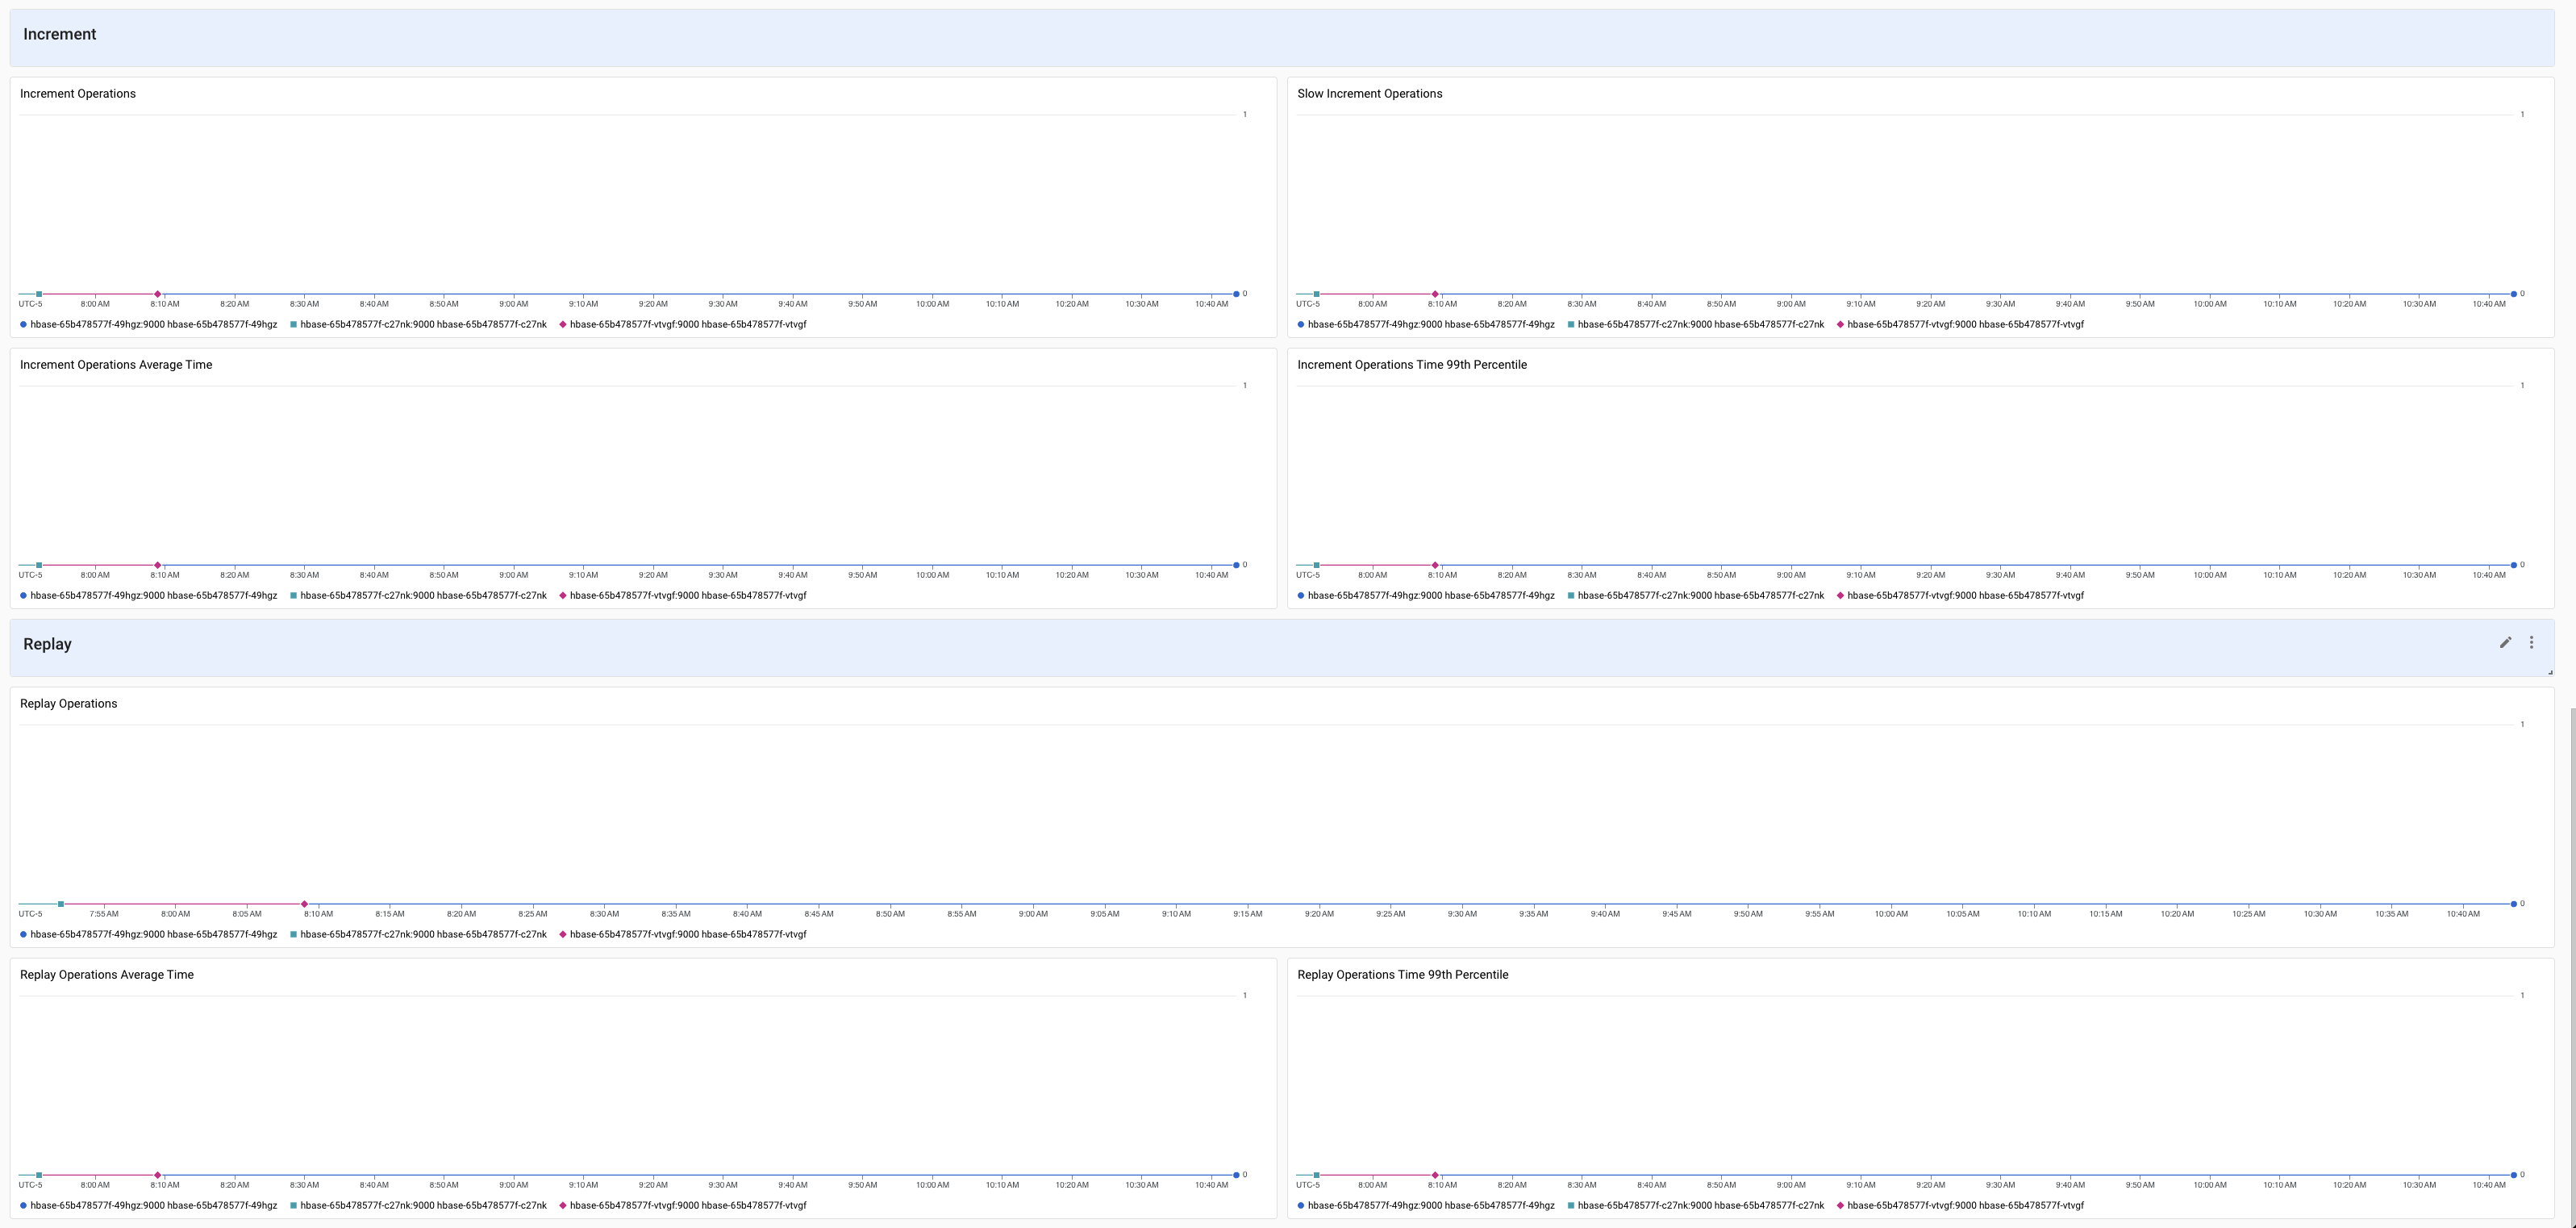 Increment
Increment Operations
1
0
UTC-5 8:00 AM 8:10 AM 8:20 AM 8:30 AM 8:40 AM 8:50 AM 9:00 AM 9:10 AM 9:20 AM 9:30 AM 9:40 AM 9:50 AM 10:00 AM 10:10 AM 10:20 AM 10:30 AM 10:40 AM
hbase-65b478577f-49hgz:9000 hbase-65b478577f-49hgz hbase-65b478577f-c27nk:9000 hbase-65b478577f-c27nk hbase-65b478577f-vtvgf:9000 hbase-65b478577f-vtvgf
Slow Increment Operations
1
0
UTC-5 8:00 AM 8:10 AM 8:20 AM 8:30 AM 8:40 AM 8:50 AM 9:00 AM 9:10 AM 9:20 AM 9:30 AM 9:40 AM 9:50 AM 10:00 AM 10:10 AM 10:20 AM 10:30 AM 10:40 AM
hbase-65b478577f-49hgz:9000 hbase-65b478577f-49hgz hbase-65b478577f-c27nk:9000 hbase-65b478577f-c27nk hbase-65b478577f-vtvgf:9000 hbase-65b478577f-vtvgf
Increment Operations Average Time
1
0
UTC-5 8:00 AM 8:10 AM 8:20 AM 8:30 AM 8:40 AM 8:50 AM 9:00 AM 9:10 AM 9:20 AM 9:30 AM 9:40 AM 9:50 AM 10:00 AM 10:10 AM 10:20 AM 10:30 AM 10:40 AM
hbase-65b478577f-49hgz:9000 hbase-65b478577f-49hgz hbase-65b478577f-c27nk:9000 hbase-65b478577f-c27nk hbase-65b478577f-vtvgf:9000 hbase-65b478577f-vtvgf
Increment Operations Time 99th Percentile
1
0
UTC-5 8:00 AM 8:10 AM 8:20 AM 8:30 AM 8:40 AM 8:50 AM 9:00 AM 9:10 AM 9:20 AM 9:30 AM 9:40 AM 9:50 AM 10:00 AM 10:10 AM 10:20 AM 10:30 AM 10:40 AM
hbase-65b478577f-49hgz:9000 hbase-65b478577f-49hgz hbase-65b478577f-c27nk:9000 hbase-65b478577f-c27nk hbase-65b478577f-vtvgf:9000 hbase-65b478577f-vtvgf
Replay
Replay Operations
1
0
UTC-5 7:55 AM 8:00 AM 8:05 AM 8:10 AM 8:15 AM 8:20 AM 8:25 AM 8:30 AM 8:35 AM 8:40 AM 8:45 AM 8:50 AM 8:55 AM 9:00 AM 9:05 AM 9:10 AM 9:15 AM 9:20 AM 9:25 AM 9:30 AM 9:35 AM 9:40 AM 9:45 AM 9:50 AM 9:55 AM 10:00 AM 10:05 AM 10:10 AM 10:15 AM 10:20 AM 10:25 AM 10:30 AM 10:35 AM 10:40 AM
hbase-65b478577f-49hgz:9000 hbase-65b478577f-49hgz hbase-65b478577f-c27nk:9000 hbase-65b478577f-c27nk hbase-65b478577f-vtvgf:9000 hbase-65b478577f-vtvgf
Replay Operations Average Time
1
0
UTC-5 8:00 AM 8:10 AM 8:20 AM 8:30 AM 8:40 AM 8:50 AM 9:00 AM 9:10 AM 9:20 AM 9:30 AM 9:40 AM 9:50 AM 10:00 AM 10:10 AM 10:20 AM 10:30 AM 10:40 AM
hbase-65b478577f-49hgz:9000 hbase-65b478577f-49hgz hbase-65b478577f-c27nk:9000 hbase-65b478577f-c27nk hbase-65b478577f-vtvgf:9000 hbase-65b478577f-vtvgf
Replay Operations Time 99th Percentile
1
0
UTC-5 8:00 AM 8:10 AM 8:20 AM 8:30 AM 8:40 AM 8:50 AM 9:00 AM 9:10 AM 9:20 AM 9:30 AM 9:40 AM 9:50 AM 10:00 AM 10:10 AM 10:20 AM 10:30 AM 10:40 AM
hbase-65b478577f-49hgz:9000 hbase-65b478577f-49hgz hbase-65b478577f-c27nk:9000 hbase-65b478577f-c27nk hbase-65b478577f-vtvgf:9000 hbase-65b478577f-vtvgf